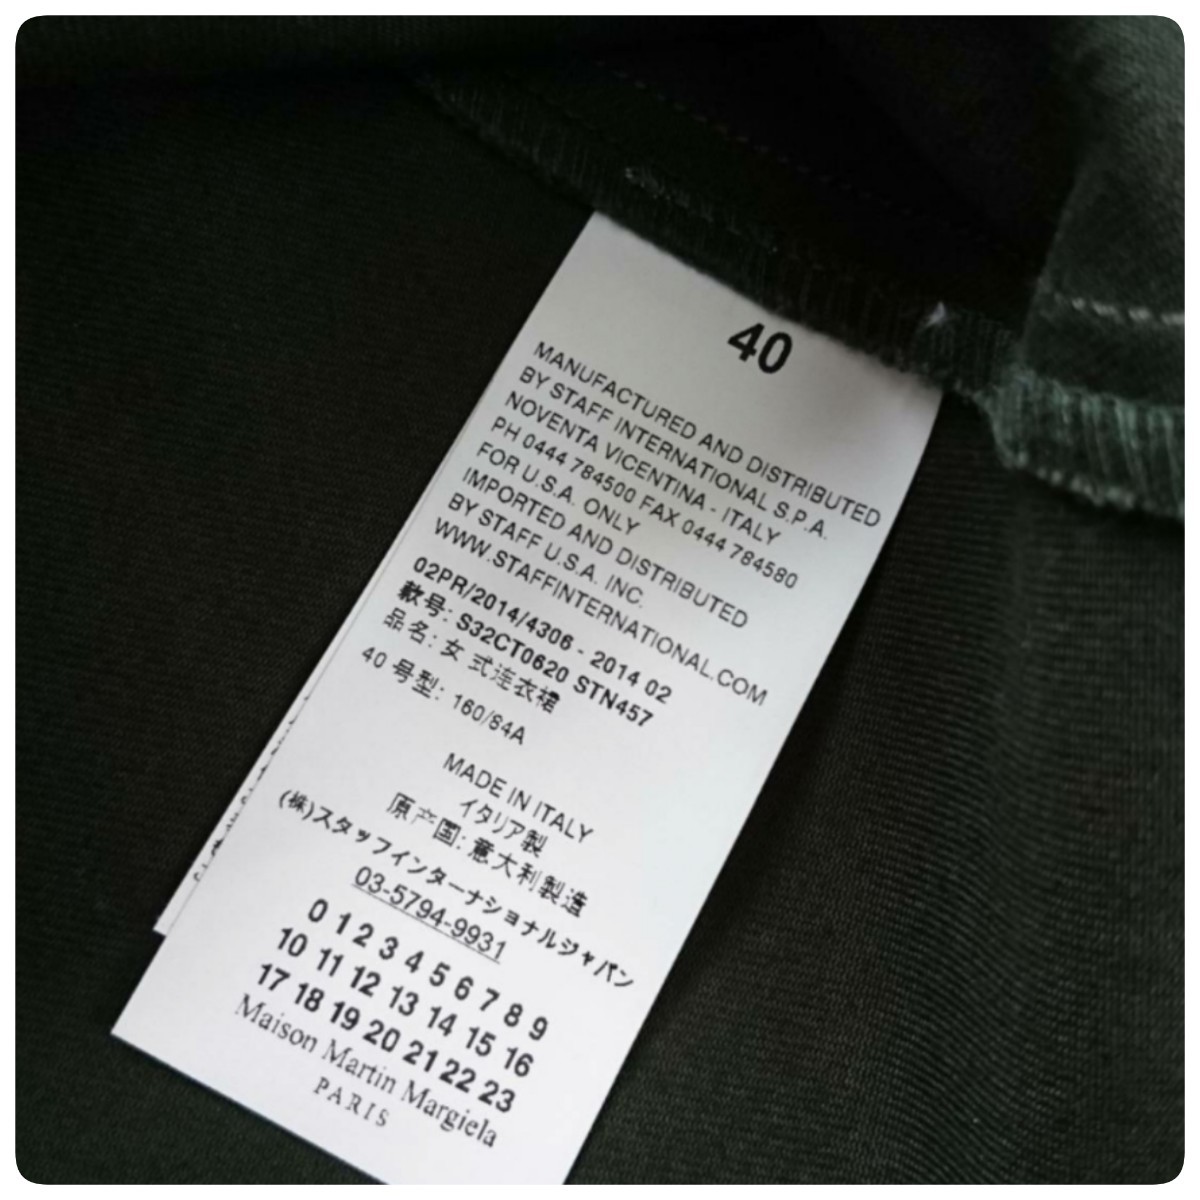 40
MANUFACTURED AND DISTRIBUTED
BY STAFF INTERNATIONAL S.P.A.
NOVENTA VICENTINA - ITALY
PH 0444 784500 FAX 0444 784580
FOR U.S.A. ONLY
IMPORTED AND DISTRIBUTED
BY STAFF U.S.A. INC.
WWW.STAFFINTERNATIONAL.COM
02PR/2014/4306 - 2014 02
款号: S32CT0620 STN457
品名: 女 式连衣裙
40 号型: 160/84A
MADE IN ITALY
イタリア製
原产国: 意大利製造
(株)スタッフインターナショナルジャパン
03-5794-9931
0 1 2 3 4 5 6 7 8 9
10 11 12 13 14 15 16
17 18 19 20 21 22 23
Maison Martin Margiela
PARIS